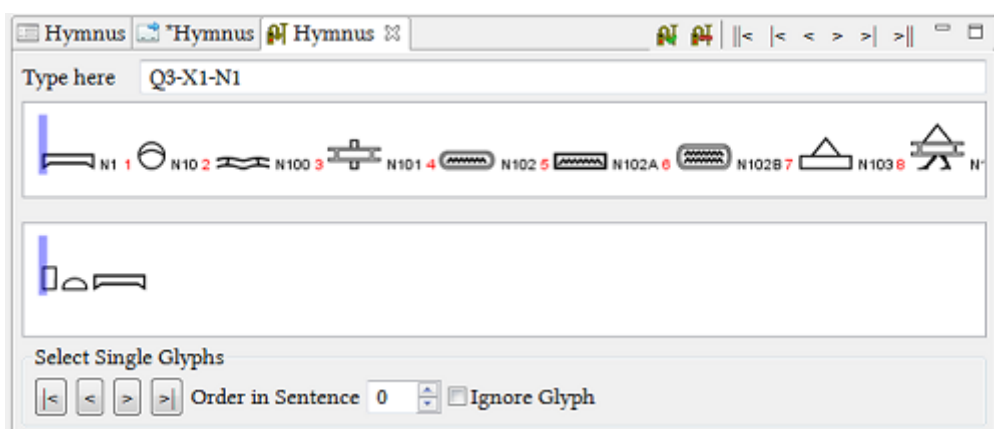 Hymnus *Hymnus Hymnus ||< |< < > >| >||
Type here Q3-X1-N1
N1 1 N10 2 N100 3 N101 4 N102 5 N102A 6 N102B 7 N103 8 N
Select Single Glyphs
|< < > >| Order in Sentence 0 Ignore Glyph